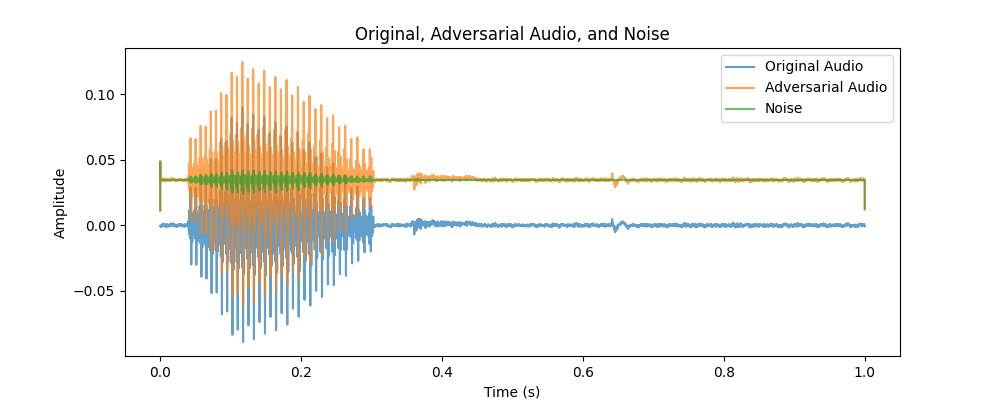 Original, Adversarial Audio, and Noise
Original Audio
Adversarial Audio
Noise
0.10
0.05
0.00
−0.05
Amplitude
0.0
0.2
0.4
0.6
0.8
1.0
Time (s)